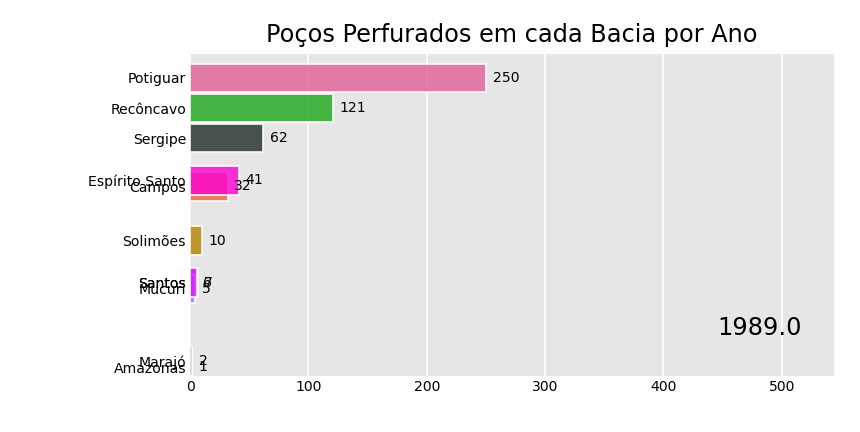 Poços Perfurados em cada Bacia por Ano
Potiguar 250
Recôncavo 121
Sergipe 62
Espírito Santo 41
Campos 32
Solimões 10
Santos
Mucuri 5
1989.0
Marajó 2
Amazonas 1
0 100 200 300 400 500